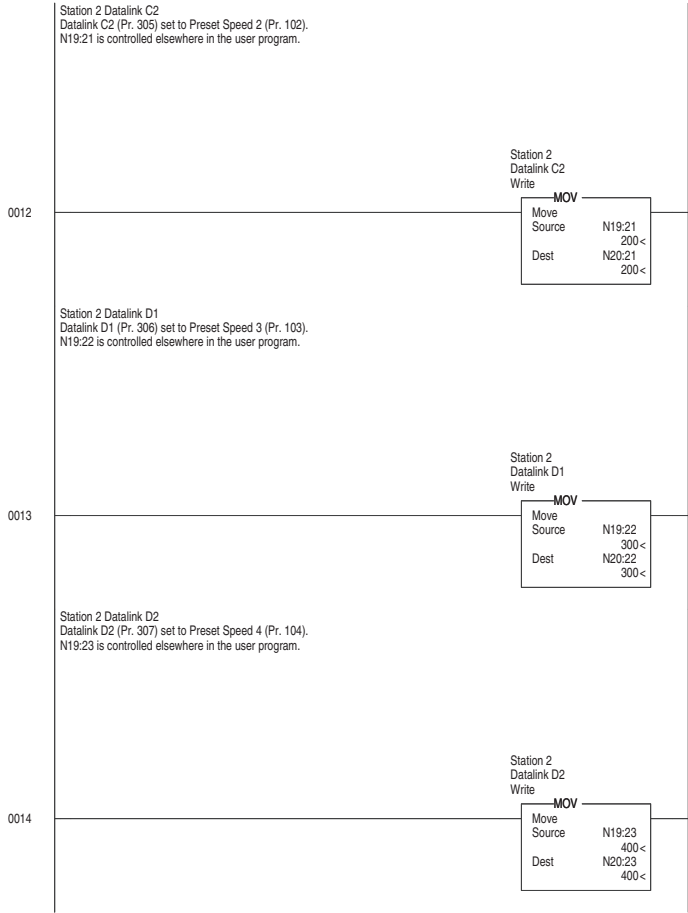 Station 2 Datalink C2
Datalink C2 (Pr. 305) set to Preset Speed 2 (Pr. 102).
N19:21 is controlled elsewhere in the user program.
Station 2
Datalink C2
Write
MOV
0012
Move
Source N19:21
200<
Dest N20:21
200<
Station 2 Datalink D1
Datalink D1 (Pr. 306) set to Preset Speed 3 (Pr. 103).
N19:22 is controlled elsewhere in the user program.
Station 2
Datalink D1
Write
MOV
0013
Move
Source N19:22
300<
Dest N20:22
300<
Station 2 Datalink D2
Datalink D2 (Pr. 307) set to Preset Speed 4 (Pr. 104).
N19:23 is controlled elsewhere in the user program.
Station 2
Datalink D2
Write
MOV
0014
Move
Source N19:23
400<
Dest N20:23
400<